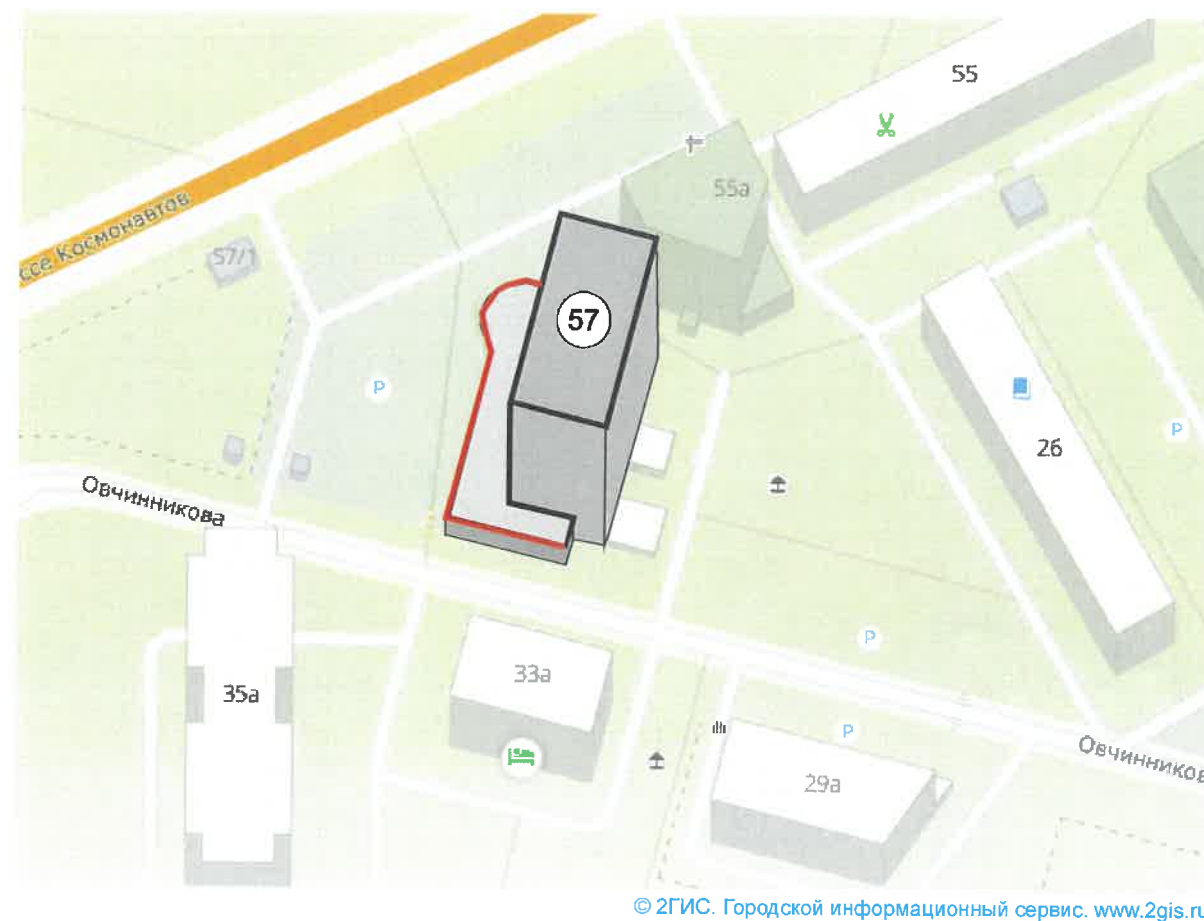 55
55а
ссе Космонавтов
57/1
57
P
26
P
Овчинникова
P
33а
35а
P
Овчинников
29а
© 2ГИС. Городской информационный сервис. www.2gis.ru